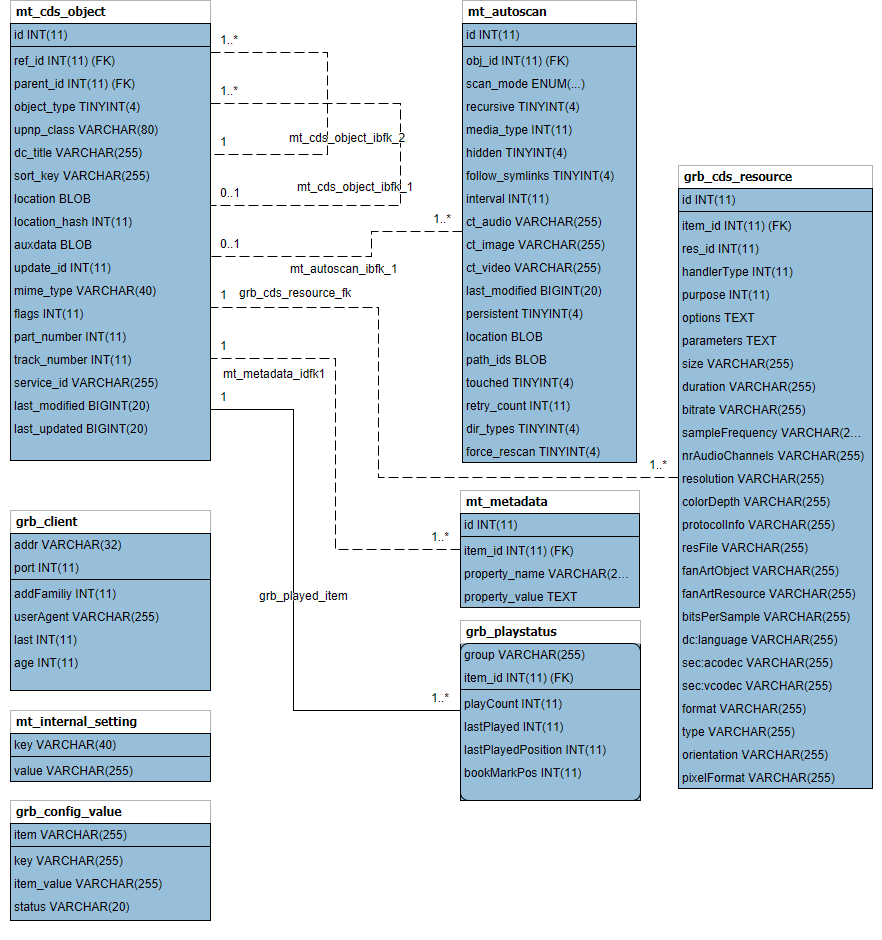 mt_cds_object
id INT(11)
ref_id INT(11) (FK)
parent_id INT(11) (FK)
object_type TINYINT(4)
upnp_class VARCHAR(80)
dc_title VARCHAR(255)
sort_key VARCHAR(255)
location BLOB
location_hash INT(11)
auxdata BLOB
update_id INT(11)
mime_type VARCHAR(40)
flags INT(11)
part_number INT(11)
track_number INT(11)
service_id VARCHAR(255)
last_modified BIGINT(20)
last_updated BIGINT(20)
1..*
1..*
1
mt_cds_object_ibfk_2
0..1
mt_cds_object_ibfk_1
1..*
0..1
mt_autoscan_ibfk_1
1
grb_cds_resource_fk
1
mt_metadata_idfk1
1
1..*
1..*
grb_played_item
1..*
mt_autoscan
id INT(11)
obj_id INT(11) (FK)
scan_mode ENUM(...)
recursive TINYINT(4)
media_type INT(11)
hidden TINYINT(4)
follow_symlinks TINYINT(4)
interval INT(11)
ct_audio VARCHAR(255)
ct_image VARCHAR(255)
ct_video VARCHAR(255)
last_modified BIGINT(20)
persistent TINYINT(4)
location BLOB
path_ids BLOB
touched TINYINT(4)
retry_count INT(11)
dir_types TINYINT(4)
force_rescan TINYINT(4)
grb_cds_resource
id INT(11)
item_id INT(11) (FK)
res_id INT(11)
handlerType INT(11)
purpose INT(11)
options TEXT
parameters TEXT
size VARCHAR(255)
duration VARCHAR(255)
bitrate VARCHAR(255)
sampleFrequency VARCHAR(2...
nrAudioChannels VARCHAR(255)
resolution VARCHAR(255)
colorDepth VARCHAR(255)
protocolInfo VARCHAR(255)
resFile VARCHAR(255)
fanArtObject VARCHAR(255)
fanArtResource VARCHAR(255)
bitsPerSample VARCHAR(255)
dc:language VARCHAR(255)
sec:acodec VARCHAR(255)
sec:vcodec VARCHAR(255)
format VARCHAR(255)
type VARCHAR(255)
orientation VARCHAR(255)
pixelFormat VARCHAR(255)
mt_metadata
id INT(11)
item_id INT(11) (FK)
property_name VARCHAR(2...
property_value TEXT
grb_playstatus
group VARCHAR(255)
item_id INT(11) (FK)
playCount INT(11)
lastPlayed INT(11)
lastPlayedPosition INT(11)
bookMarkPos INT(11)
grb_client
addr VARCHAR(32)
port INT(11)
addFamiliy INT(11)
userAgent VARCHAR(255)
last INT(11)
age INT(11)
mt_internal_setting
key VARCHAR(40)
value VARCHAR(255)
grb_config_value
item VARCHAR(255)
key VARCHAR(255)
item_value VARCHAR(255)
status VARCHAR(20)